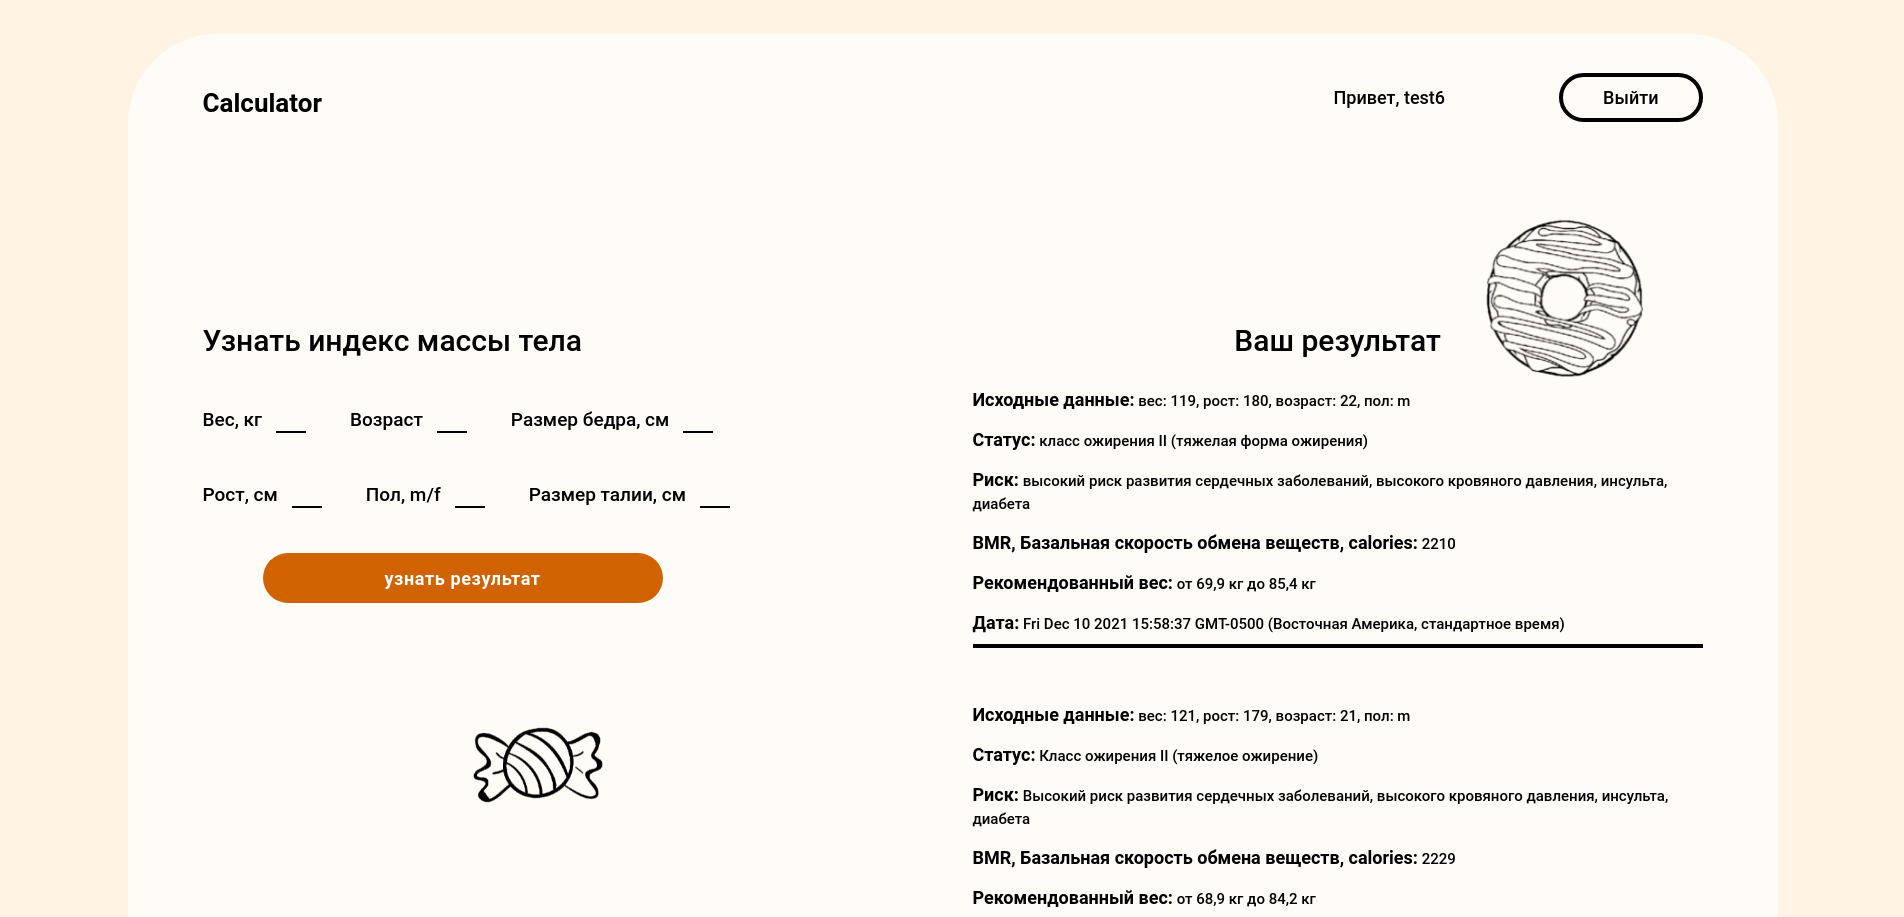 Calculator
Привет, test6
Выйти
Узнать индекс массы тела
Вес, кг
Возраст
Размер бедра, см
Рост, см
Пол, m/f
Размер талии, см
узнать результат
Ваш результат
Исходные данные: вес: 119, рост: 180, возраст: 22, пол: m
Статус: класс ожирения II (тяжелая форма ожирения)
Риск: высокий риск развития сердечных заболеваний, высокого кровяного давления, инсульта,
диабета
BMR, Базальная скорость обмена веществ, calories: 2210
Рекомендованный вес: от 69,9 кг до 85,4 кг
Дата: Fri Dec 10 2021 15:58:37 GMT-0500 (Восточная Америка, стандартное время)
Исходные данные: вес: 121, рост: 179, возраст: 21, пол: m
Статус: Класс ожирения II (тяжелое ожирение)
Риск: Высокий риск развития сердечных заболеваний, высокого кровяного давления, инсульта,
диабета
BMR, Базальная скорость обмена веществ, calories: 2229
Рекомендованный вес: от 68,9 кг до 84,2 кг